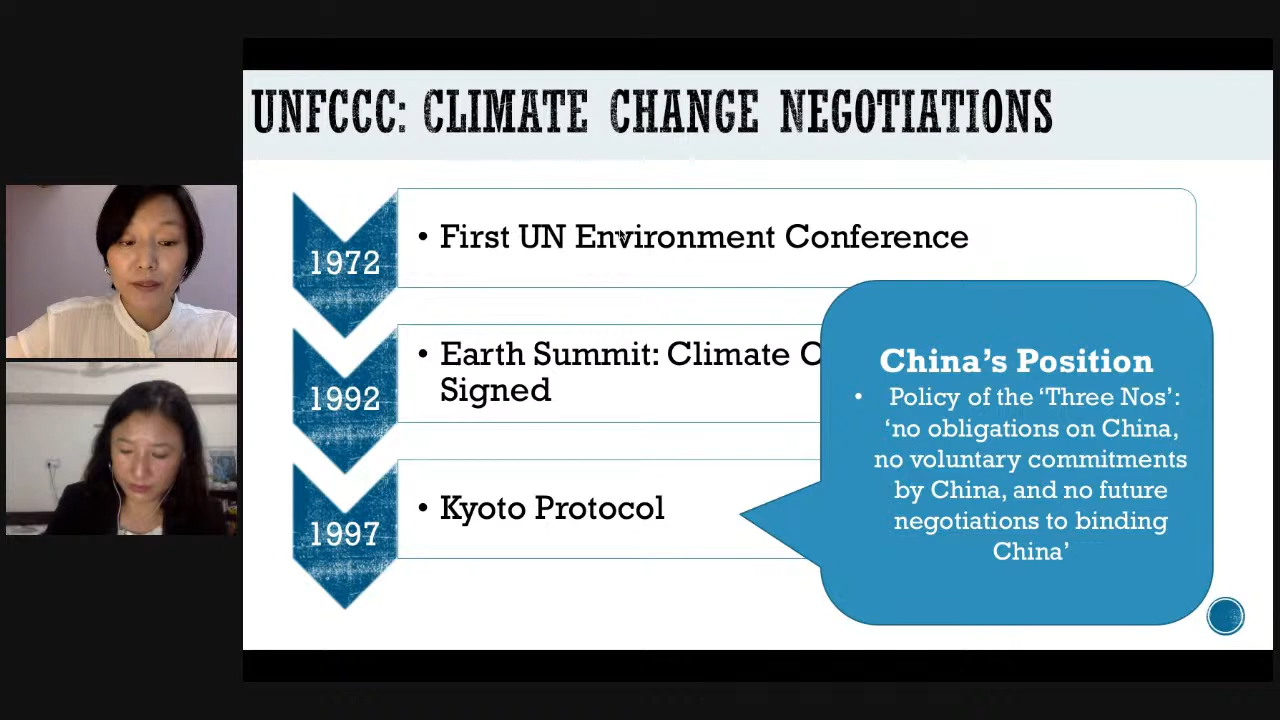 UNFCCC: CLIMATE CHANGE NEGOTIATIONS
1972
• First UN Environment Conference
1992
• Earth Summit: Climate
Signed
1997
• Kyoto Protocol
China's Position
• Policy of the 'Three Nos':
'no obligations on China,
no voluntary commitments
by China, and no future
negotiations to binding
China'